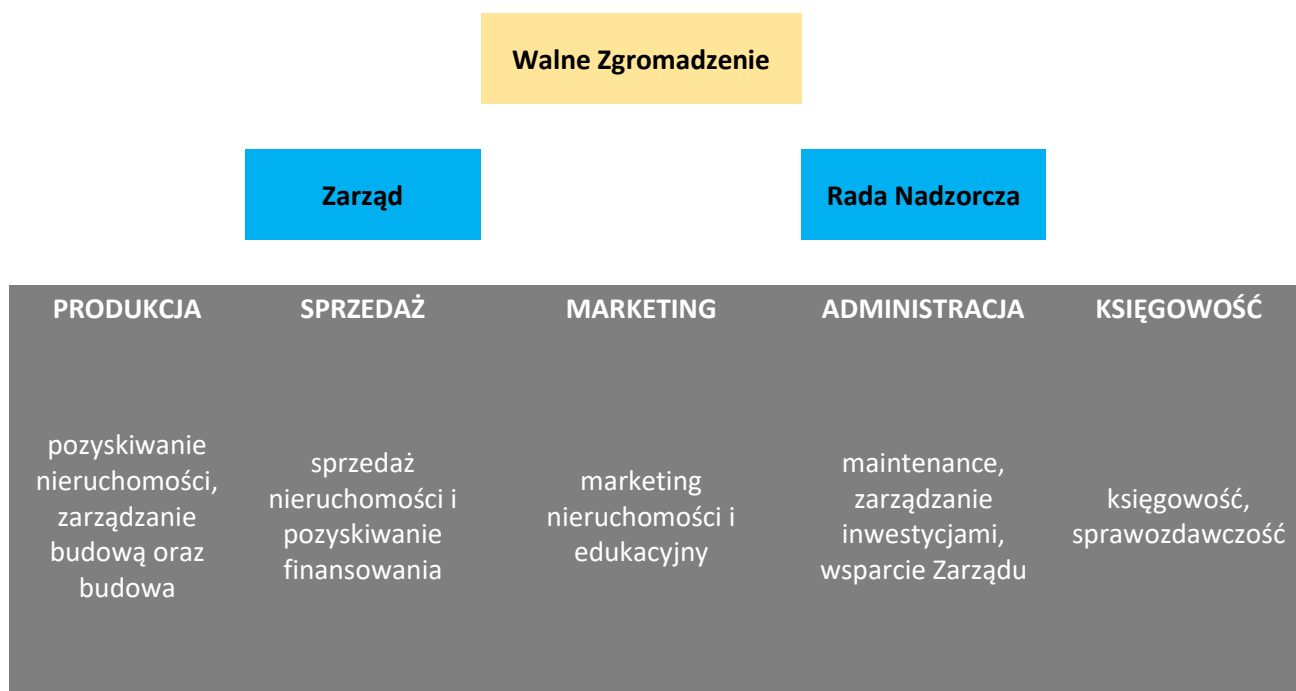 Walne Zgromadzenie
Zarząd
Rada Nadzorcza
PRODUKCJA
SPRZEDAŻ
MARKETING
ADMINISTRACJA
KSIĘGOWOŚĆ
pozyskiwanie
nieruchomości,
zarządzanie
budową oraz
budowa
sprzedaż
nieruchomości i
pozyskiwanie
finansowania
marketing
nieruchomości i
edukacyjny
maintenance,
zarządzanie
inwestycjami,
wsparcie Zarządu
księgowość,
sprawozdawczość